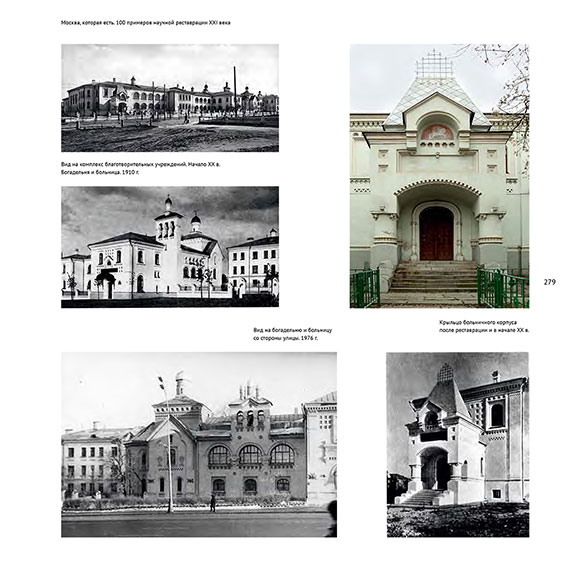 Москва, которая есть. 100 примеров научной реставрации XXI века
Вид на комплекс благотворительных учреждений. Начало XX в.
Богадельня и больница. 1910 г.
279
Вид на богадельню и больницу
со стороны улицы. 1976 г.
Крыльцо больничного корпуса
после реставрации и в начале XX в.